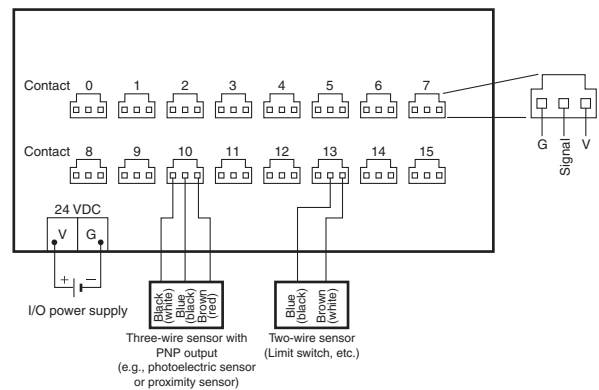 Contact 0 1 2 3 4 5 6 7
G Signal V
Contact 8 9 10 11 12 13 14 15
24 VDC
V G
+ −
I/O power supply
Black (white)
Blue (black)
Brown (red)
Three-wire sensor with
PNP output
(e.g., photoelectric sensor
or proximity sensor)
Blue (black)
Brown (white)
Two-wire sensor
(Limit switch, etc.)